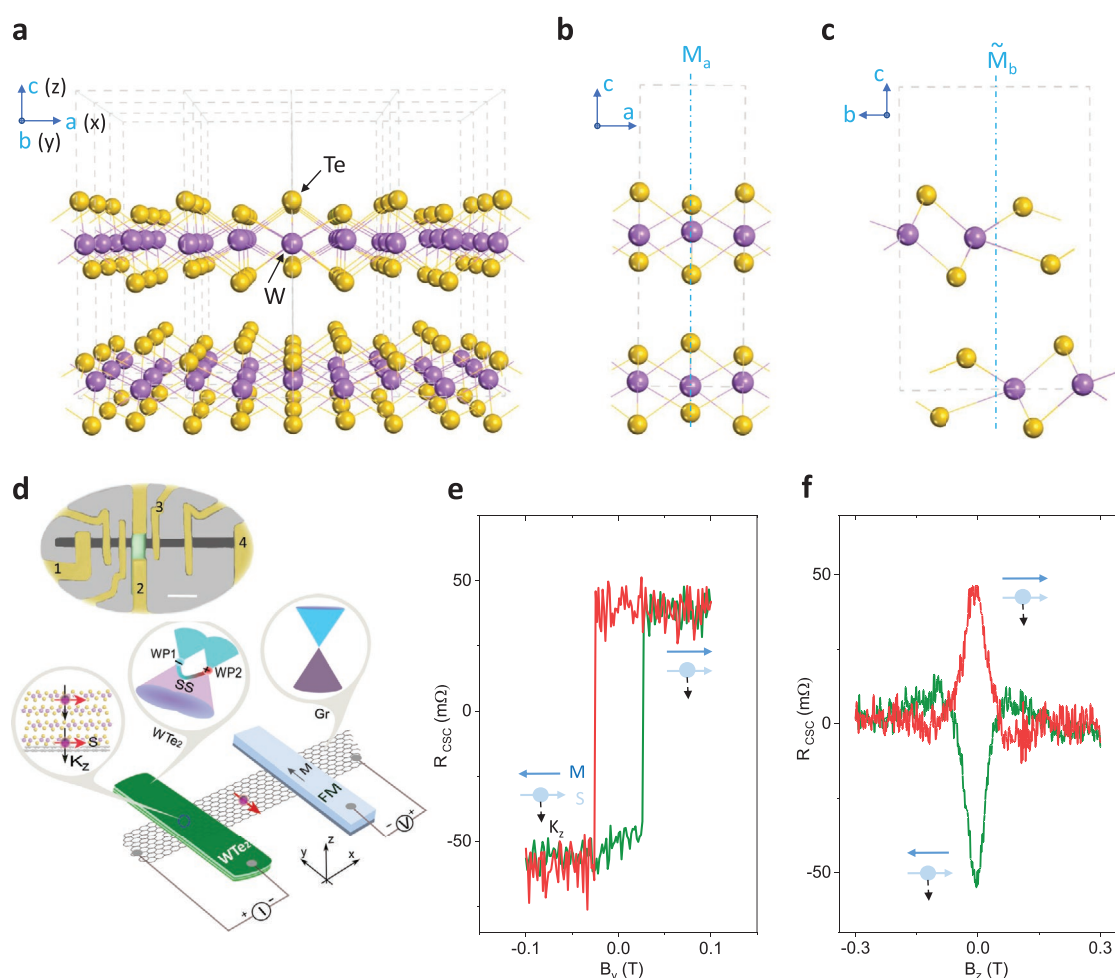 a
c (z)
a (x)
b (y)
Te
W
b
M_a
c
a
c
M̃_b
c
b
d
3
4
1
2
WP1
WP2
SS
WTe₂
Gr
S
K_z
M
FM
WTe₂
z
y
x
- V +
+ I -
e
R_CSC (mΩ)
50
0
-50
M
S
K_z
-0.1
0.0
0.1
B_y (T)
f
R_CSC (mΩ)
50
0
-50
-0.3
0.0
0.3
B_z (T)